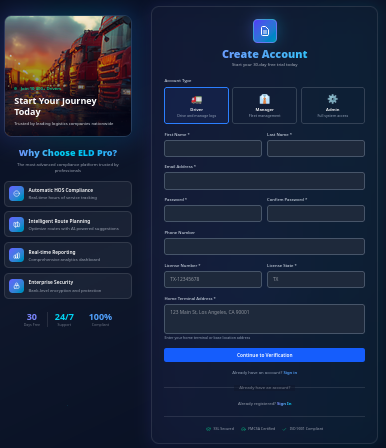 Start Your Journey
Today
Trusted by leading logistics companies nationwide
Why Choose ELD Pro?
The most advanced compliance platform trusted by
professionals
Automatic HOS Compliance
Real-time hours of service tracking
Intelligent Route Planning
Optimize routes with AI-powered suggestions
Real-time Reporting
Comprehensive analytics dashboard
Enterprise Security
Bank-level encryption and protection
30
Days Free
24/7
Support
100%
Compliant
Create Account
Start your 30-day free trial today
Account Type
Driver
Drive and manage logs
Manager
Fleet management
Admin
Full system access
First Name *
Last Name *
Email Address *
Password *
Confirm Password *
Phone Number
License Number *
License State *
TX-12345678
TX
Home Terminal Address *
123 Main St, Los Angeles, CA 90001
Enter your home terminal or base location address
Continue to Verification
Already have an account? Sign in
Already have an account?
Already registered? Sign In
SSL Secured
FMCSA Certified